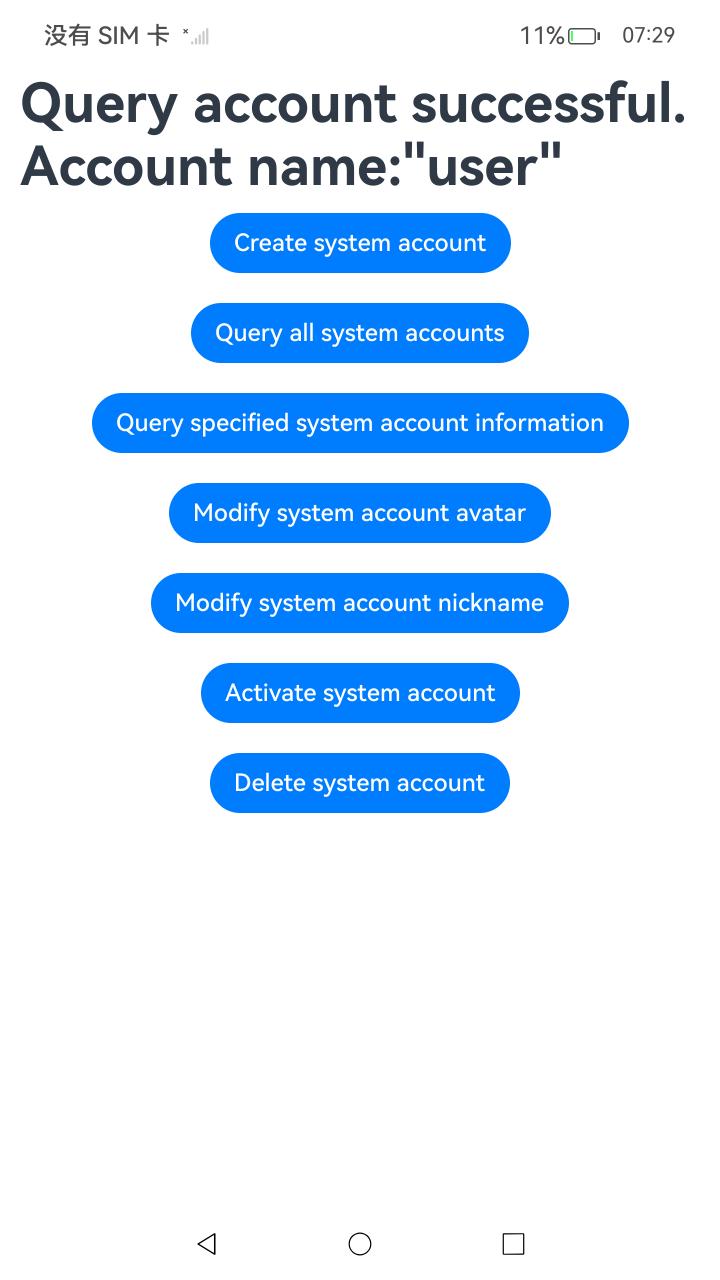 没有 SIM 卡
11%
07:29
Query account successful.
Account name:"user"
Create system account
Query all system accounts
Query specified system account information
Modify system account avatar
Modify system account nickname
Activate system account
Delete system account